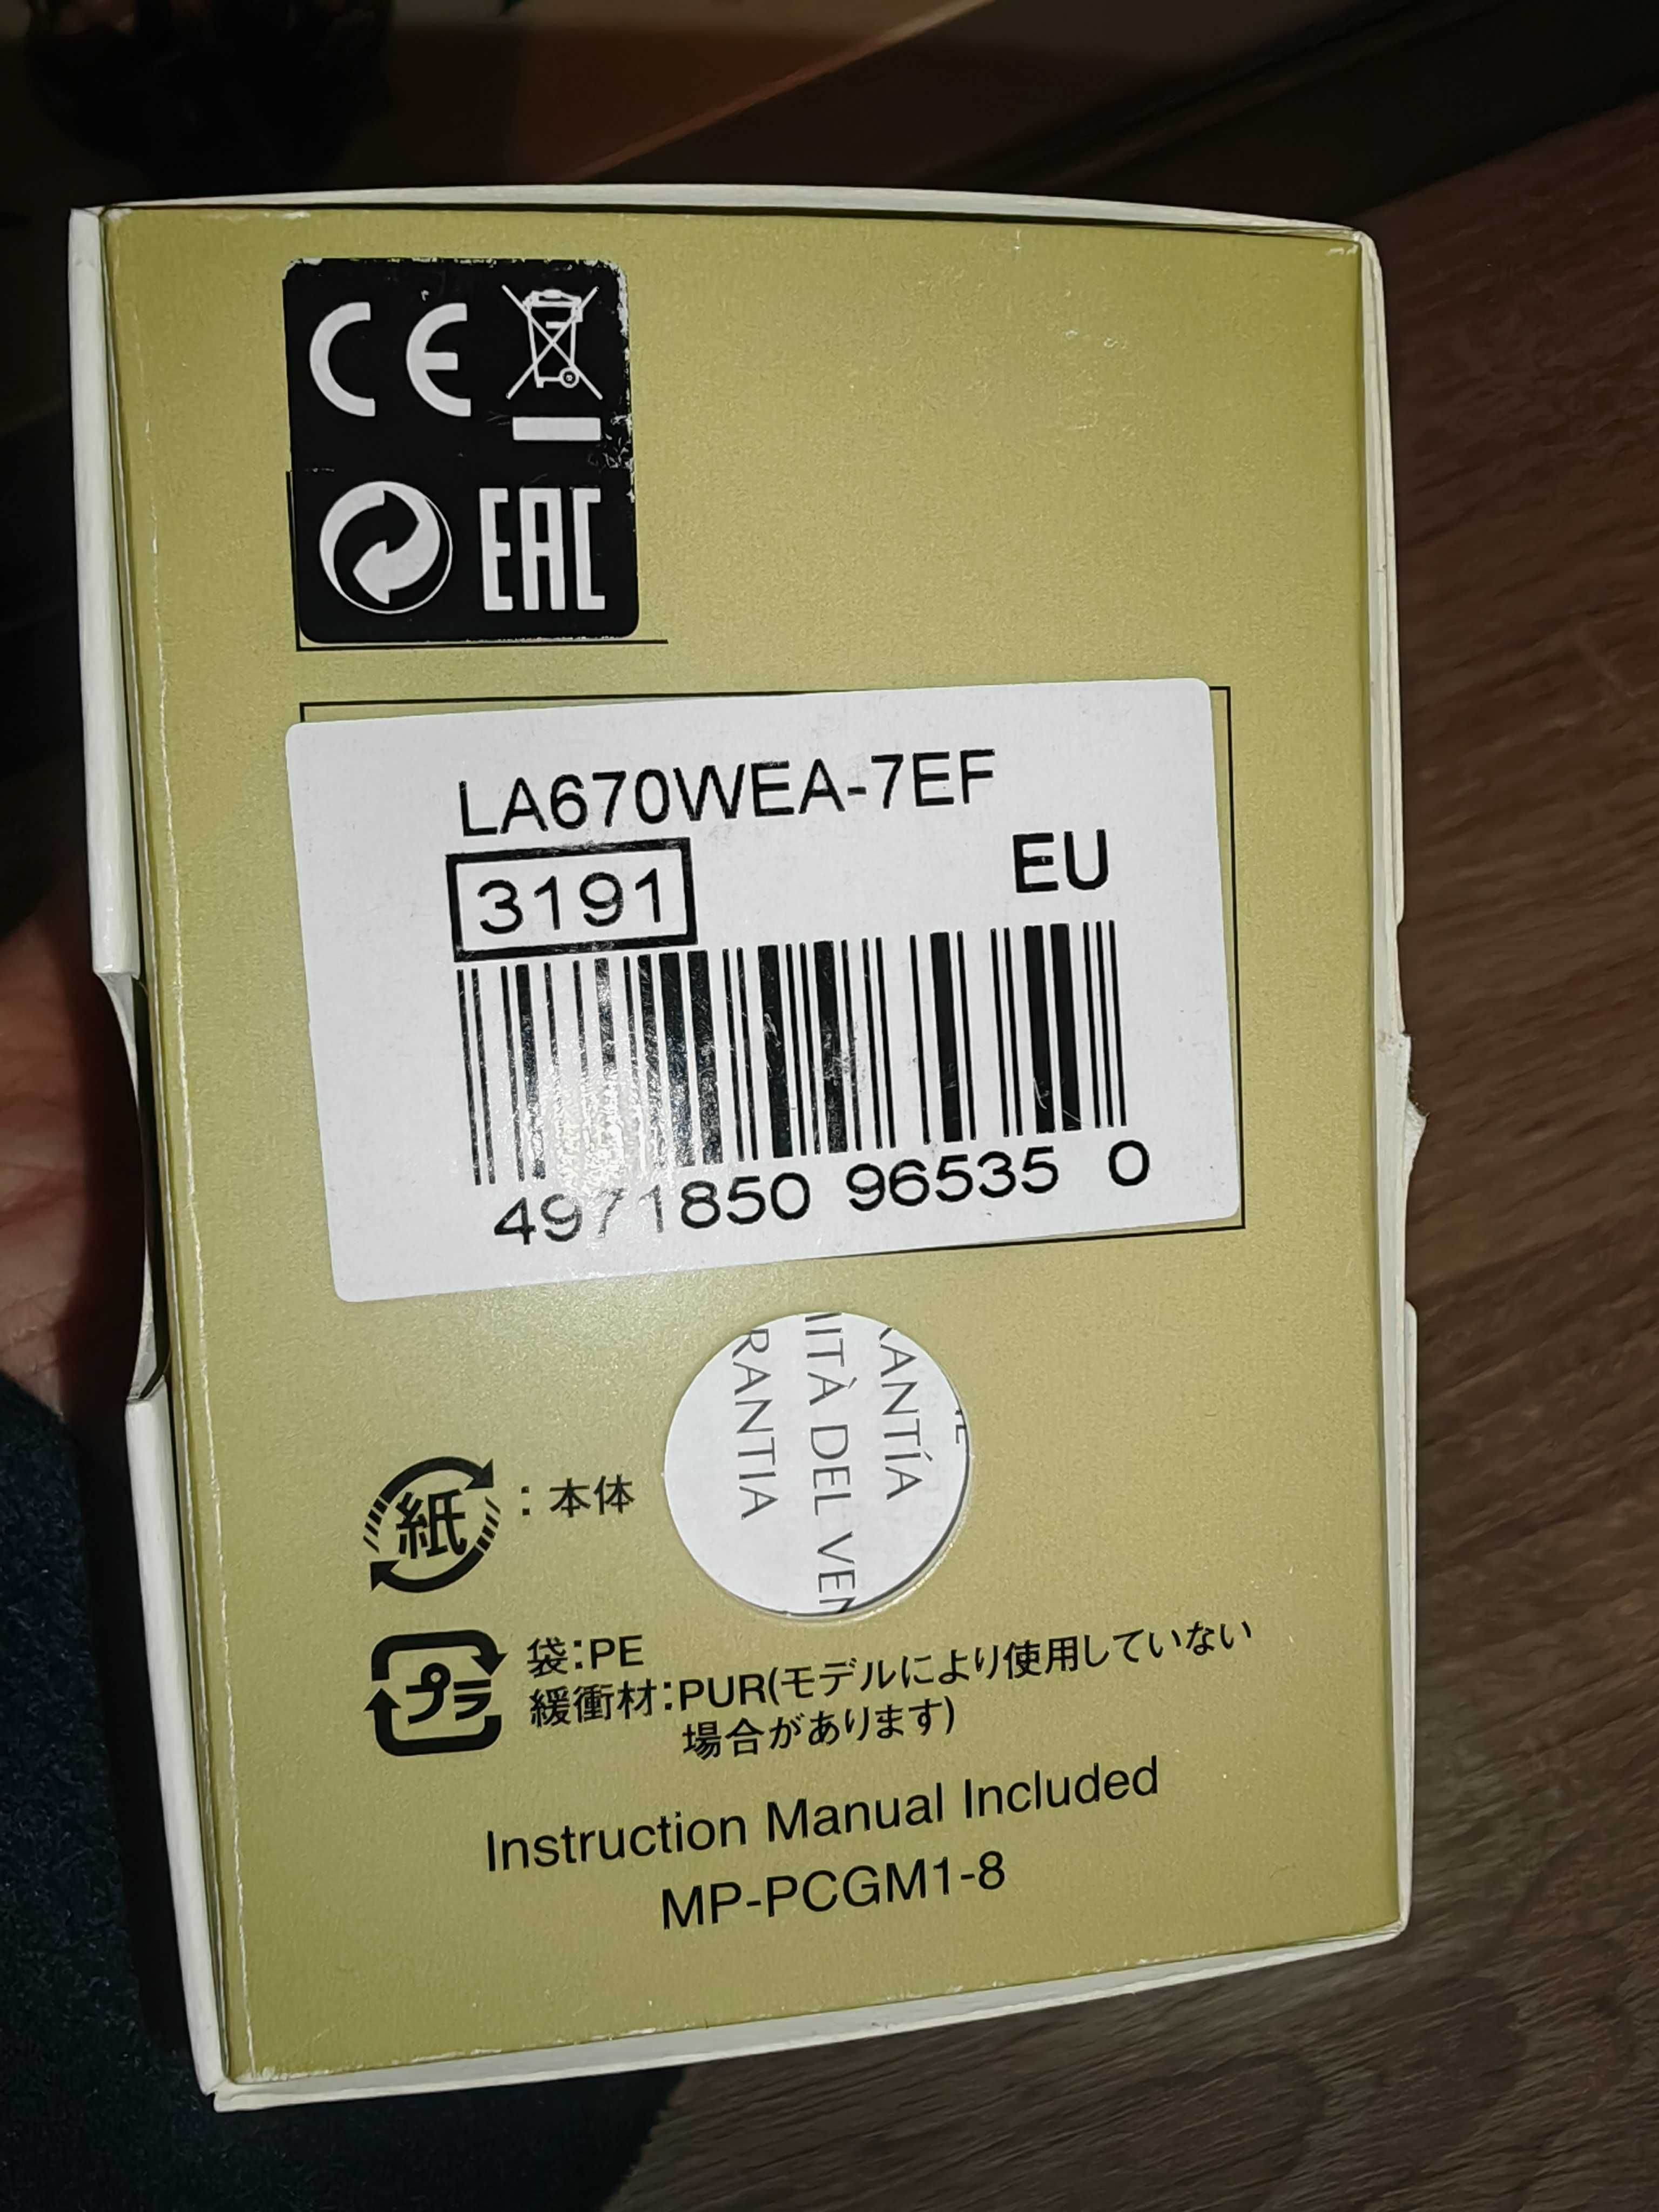 CE
EAC
LA670WEA-7EF
3191
EU
4971850 96535 0
RANTÍA
ITÀ DEL VEN
RANTIA
紙:本体
プラ 袋:PE
緩衝材:PUR(モデルにより使用していない
場合があります)
Instruction Manual Included
MP-PCGM1-8